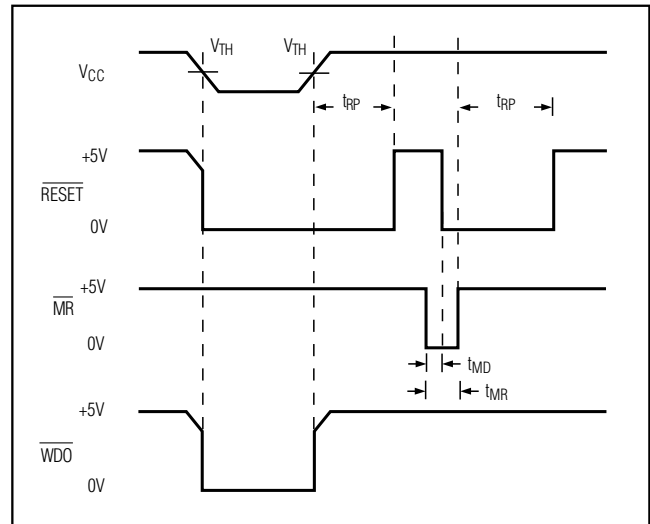 VTH VTH
VCC
tRP tRP
+5V
RESET
0V
+5V
MR
0V
tMD
tMR
+5V
WDO
0V